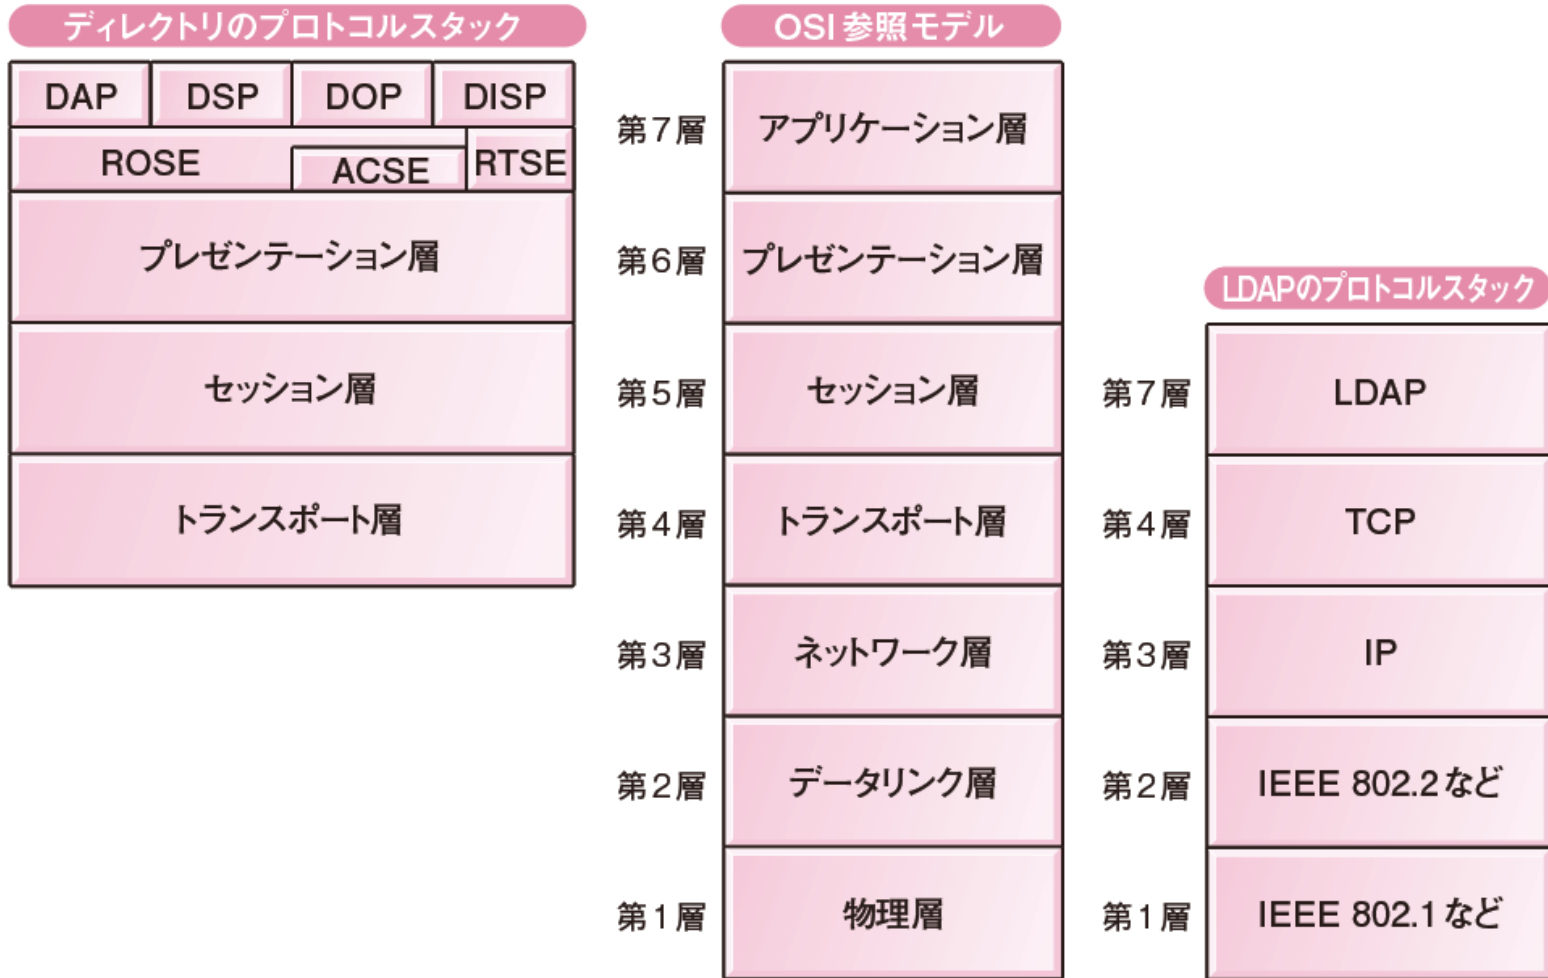 ディレクトリのプロトコルスタック
DAP DSP DOP DISP
ROSE ACSE RTSE
プレゼンテーション層
セッション層
トランスポート層
OSI 参照モデル
第7層 アプリケーション層
第6層 プレゼンテーション層
第5層 セッション層
第4層 トランスポート層
第3層 ネットワーク層
第2層 データリンク層
第1層 物理層
LDAPのプロトコルスタック
第7層 LDAP
第4層 TCP
第3層 IP
第2層 IEEE 802.2など
第1層 IEEE 802.1など